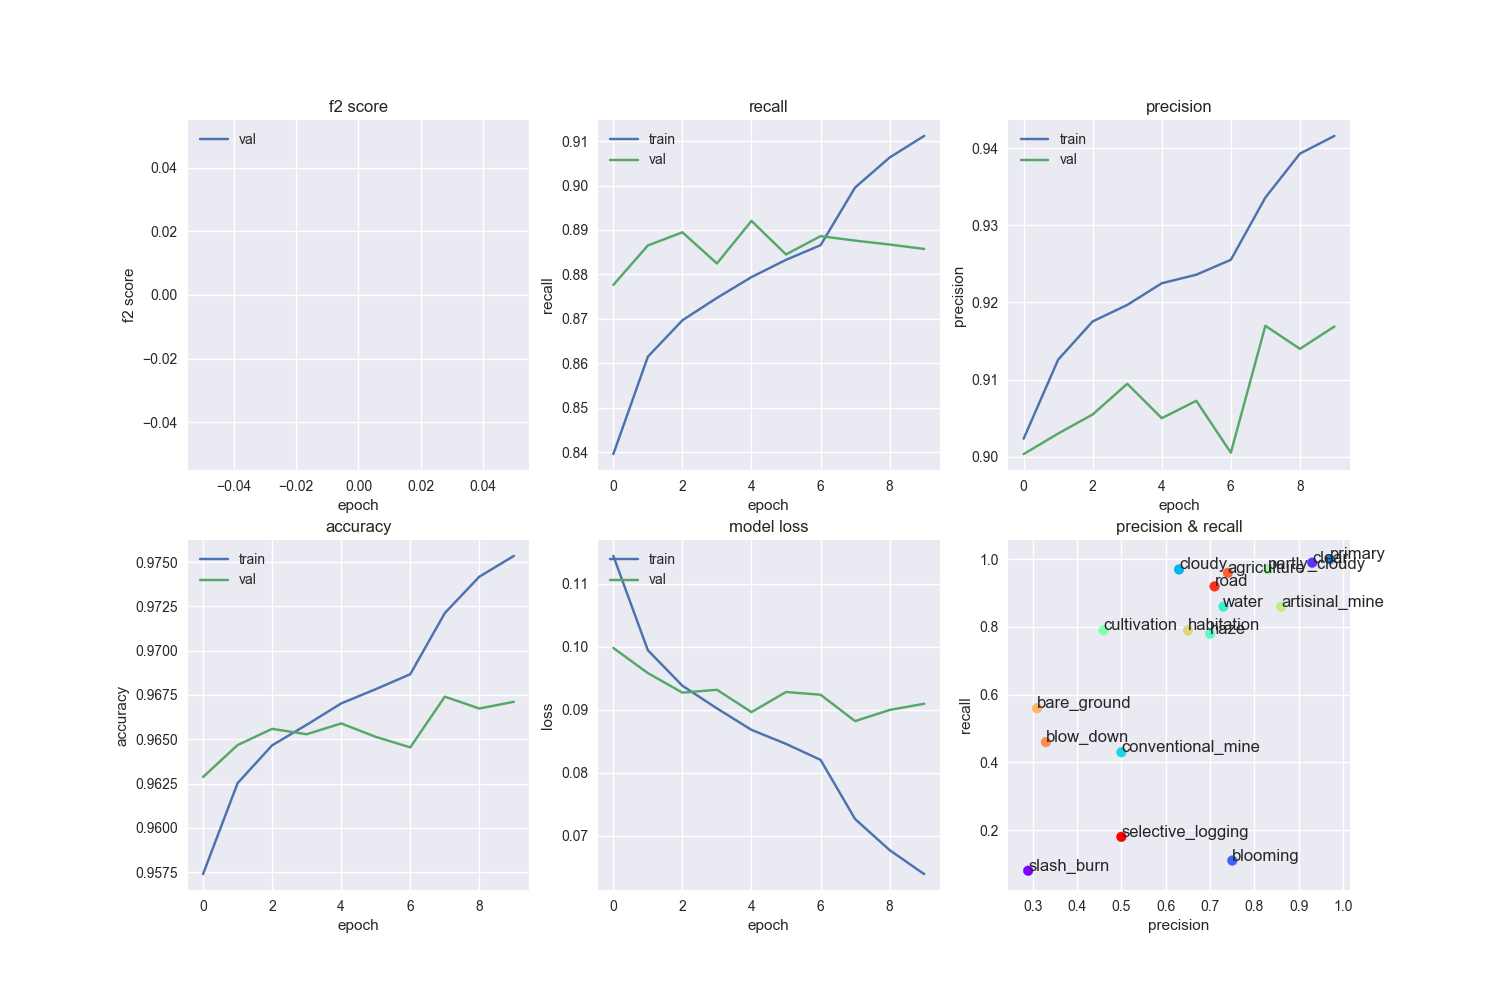 f2 score
val
0.04
0.02
0.00
−0.02
−0.04
f2 score
−0.04 −0.02 0.00 0.02 0.04
epoch
recall
train
val
0.91
0.90
0.89
0.88
0.87
0.86
0.85
0.84
recall
0 2 4 6 8
epoch
precision
train
val
0.94
0.93
0.92
0.91
0.90
precision
0 2 4 6 8
epoch
accuracy
train
val
0.9750
0.9725
0.9700
0.9675
0.9650
0.9625
0.9600
0.9575
accuracy
0 2 4 6 8
epoch
model loss
train
val
0.11
0.10
0.09
0.08
0.07
loss
0 2 4 6 8
epoch
precision & recall
1.0
0.8
0.6
0.4
0.2
recall
primary
clear
cloudy
partly_cloudy
agriculture
road
water
artisinal_mine
cultivation
habitation
haze
bare_ground
blow_down
conventional_mine
selective_logging
blooming
slash_burn
0.3 0.4 0.5 0.6 0.7 0.8 0.9 1.0
precision